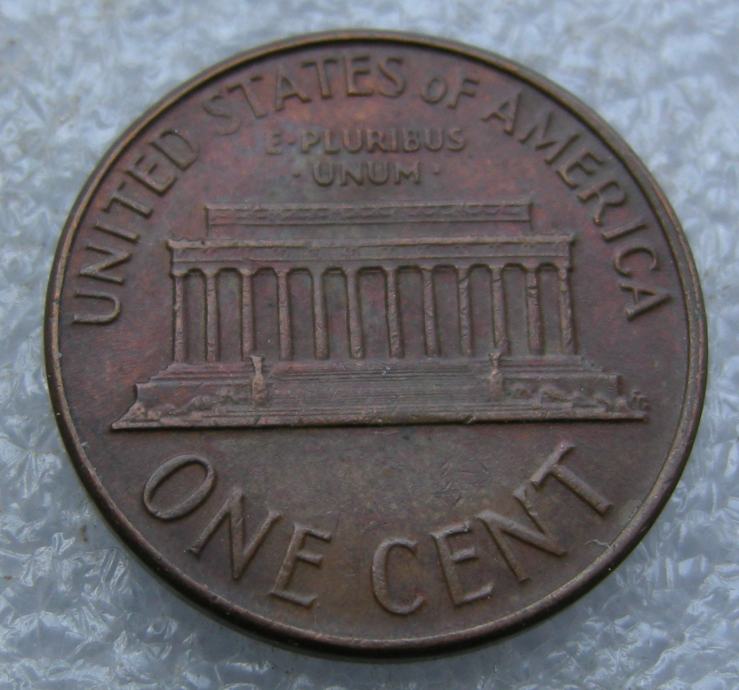 UNITED STATES oF AMERICA
E·PLURIBUS
·UNUM·
ONE CENT